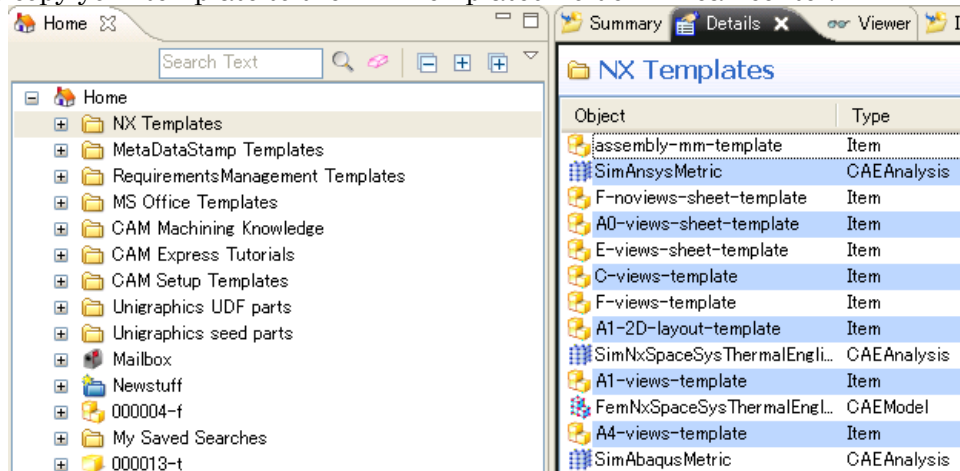 Home
Search Text
Home
NX Templates
MetaDataStamp Templates
RequirementsManagement Templates
MS Office Templates
CAM Machining Knowledge
CAM Express Tutorials
CAM Setup Templates
Unigraphics UDF parts
Unigraphics seed parts
Mailbox
Newstuff
000004-f
My Saved Searches
000013-t
Summary Details Viewer
NX Templates
Object Type
assembly-mm-template Item
SimAnsysMetric CAEAnalysis
F-noviews-sheet-template Item
A0-views-sheet-template Item
E-views-sheet-template Item
C-views-template Item
F-views-template Item
A1-2D-layout-template Item
SimNxSpaceSysThermalEngli... CAEAnalysis
A1-views-template Item
FemNxSpaceSysThermalEngl... CAEModel
A4-views-template Item
SimAbaqusMetric CAEAnalysis